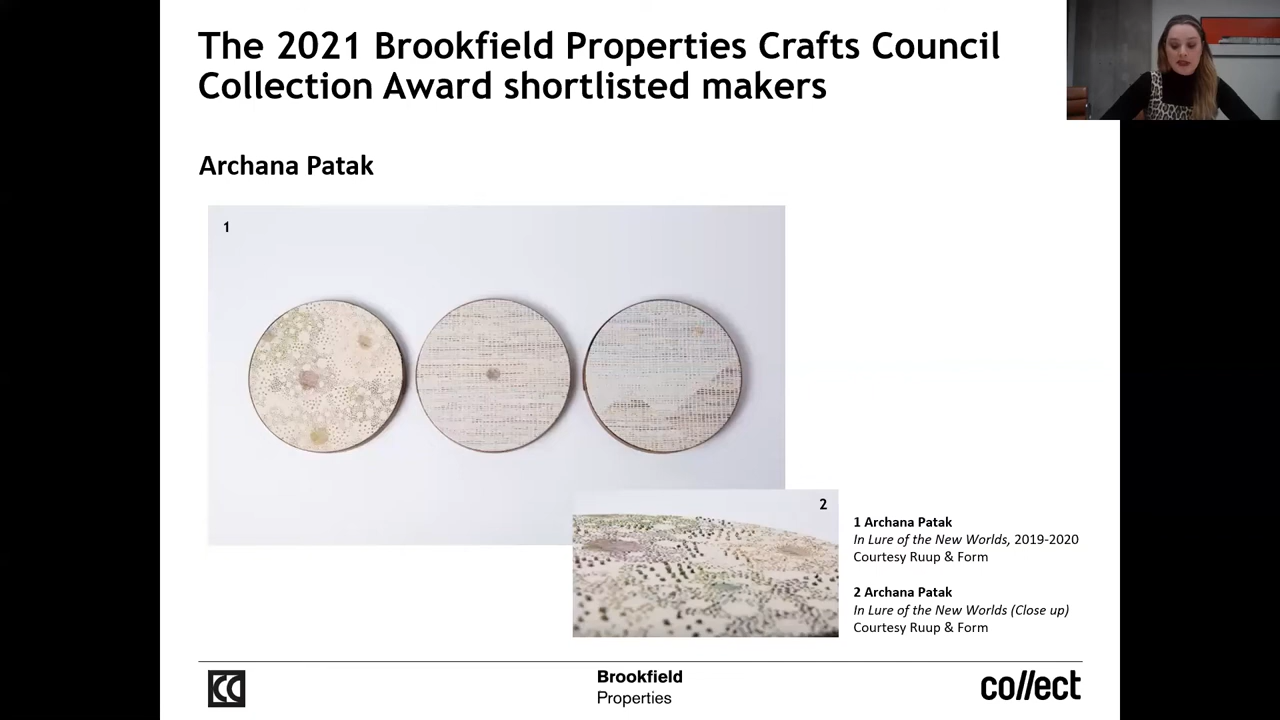 The 2021 Brookfield Properties Crafts Council
Collection Award shortlisted makers
Archana Patak
1
2
1 Archana Patak
In Lure of the New Worlds, 2019-2020
Courtesy Ruup & Form
2 Archana Patak
In Lure of the New Worlds (Close up)
Courtesy Ruup & Form
CC
Brookfield
Properties
collect